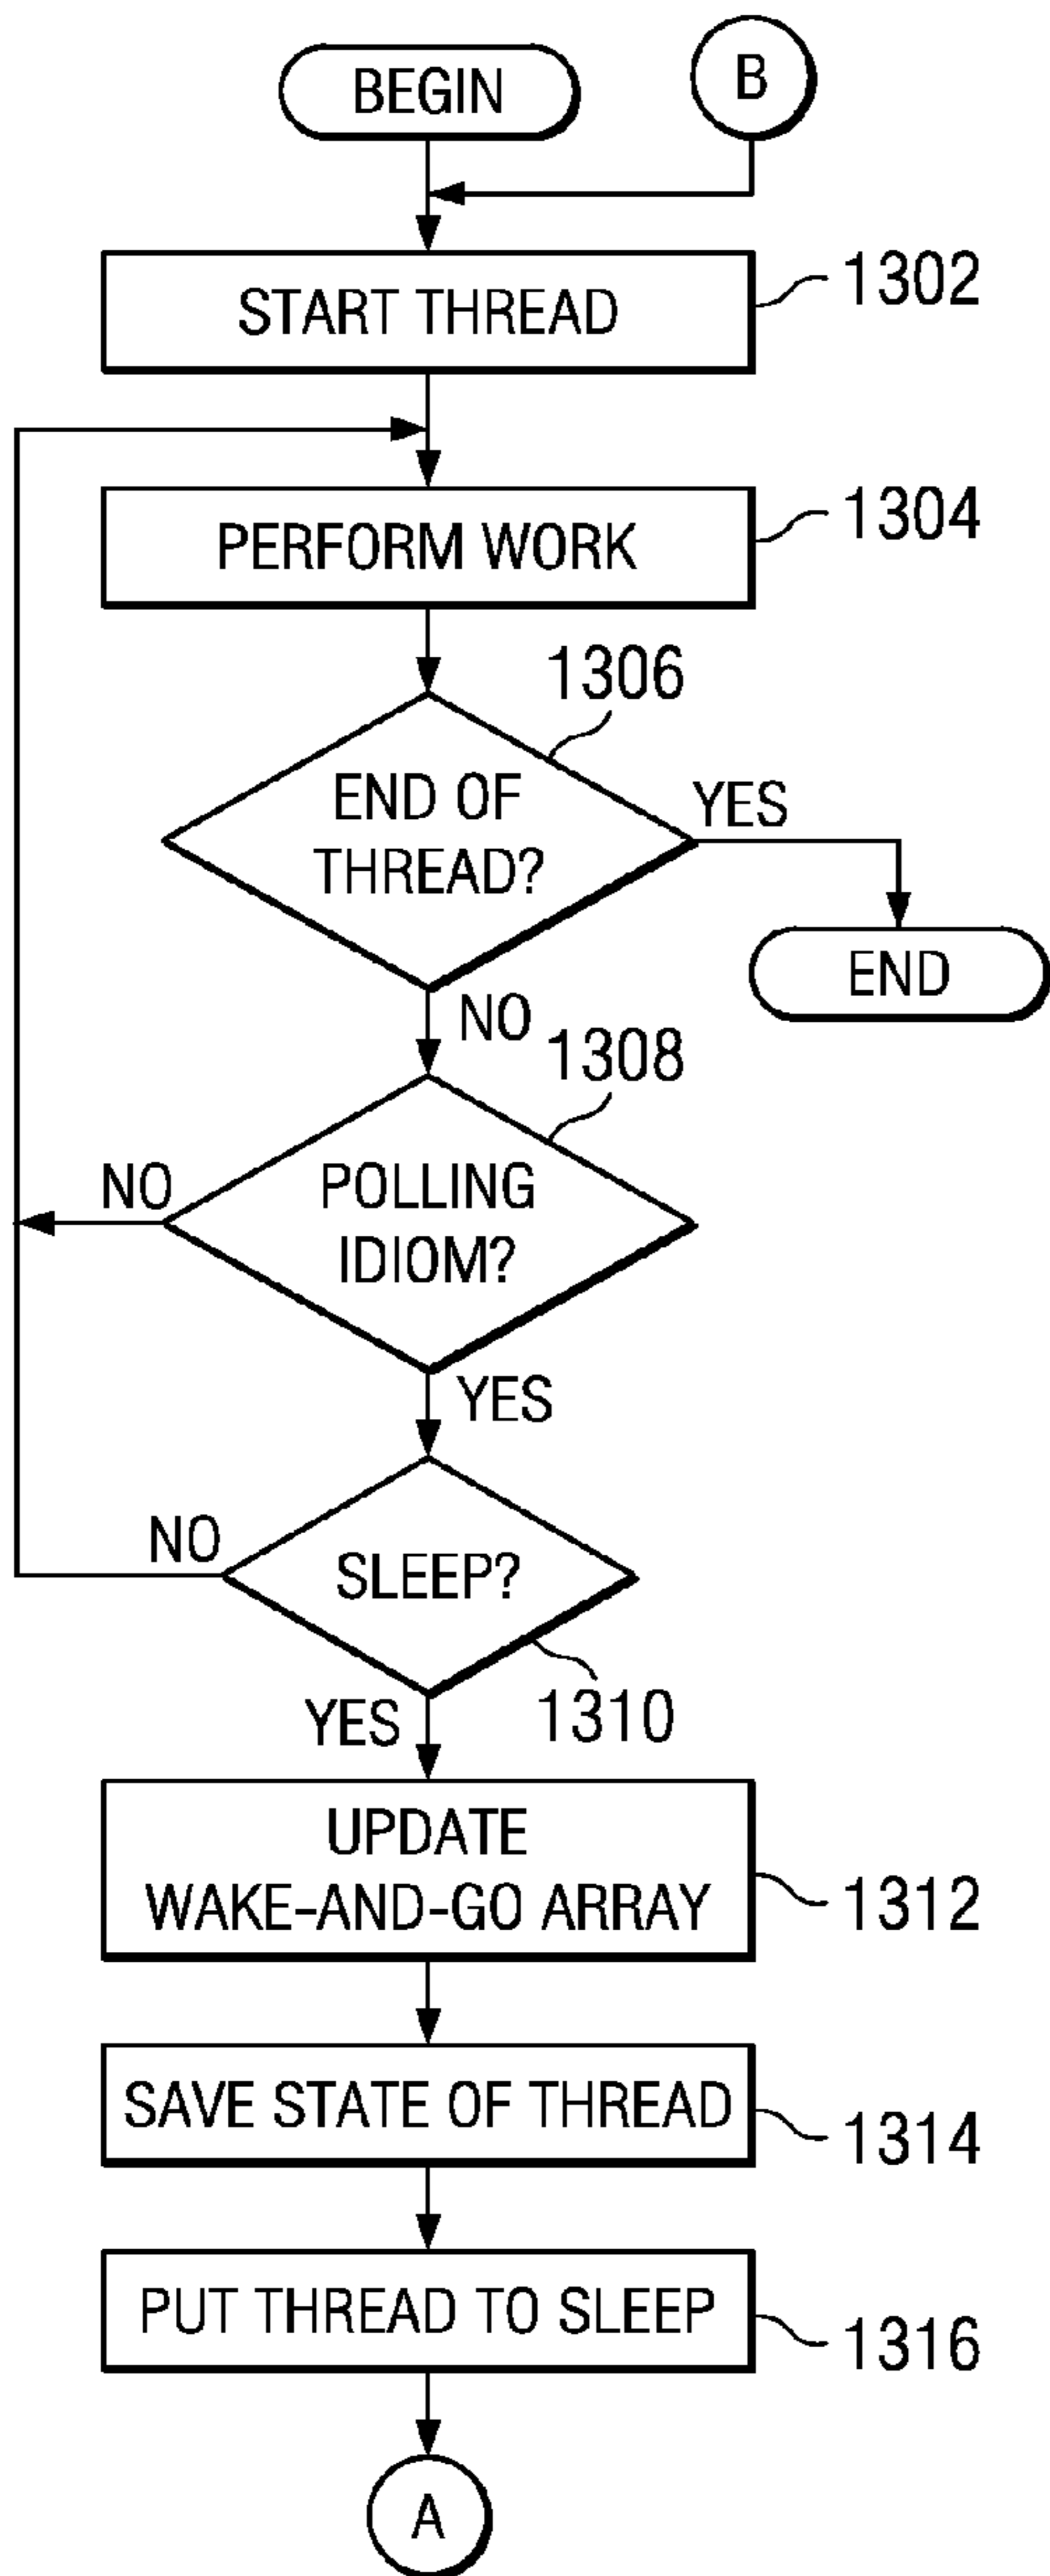 BEGIN
B
START THREAD
1302
PERFORM WORK
1304
1306
END OF
THREAD?
YES
END
NO
1308
POLLING
IDIOM?
NO
YES
SLEEP?
NO
1310
YES
UPDATE
WAKE-AND-GO ARRAY
1312
SAVE STATE OF THREAD
1314
PUT THREAD TO SLEEP
1316
A